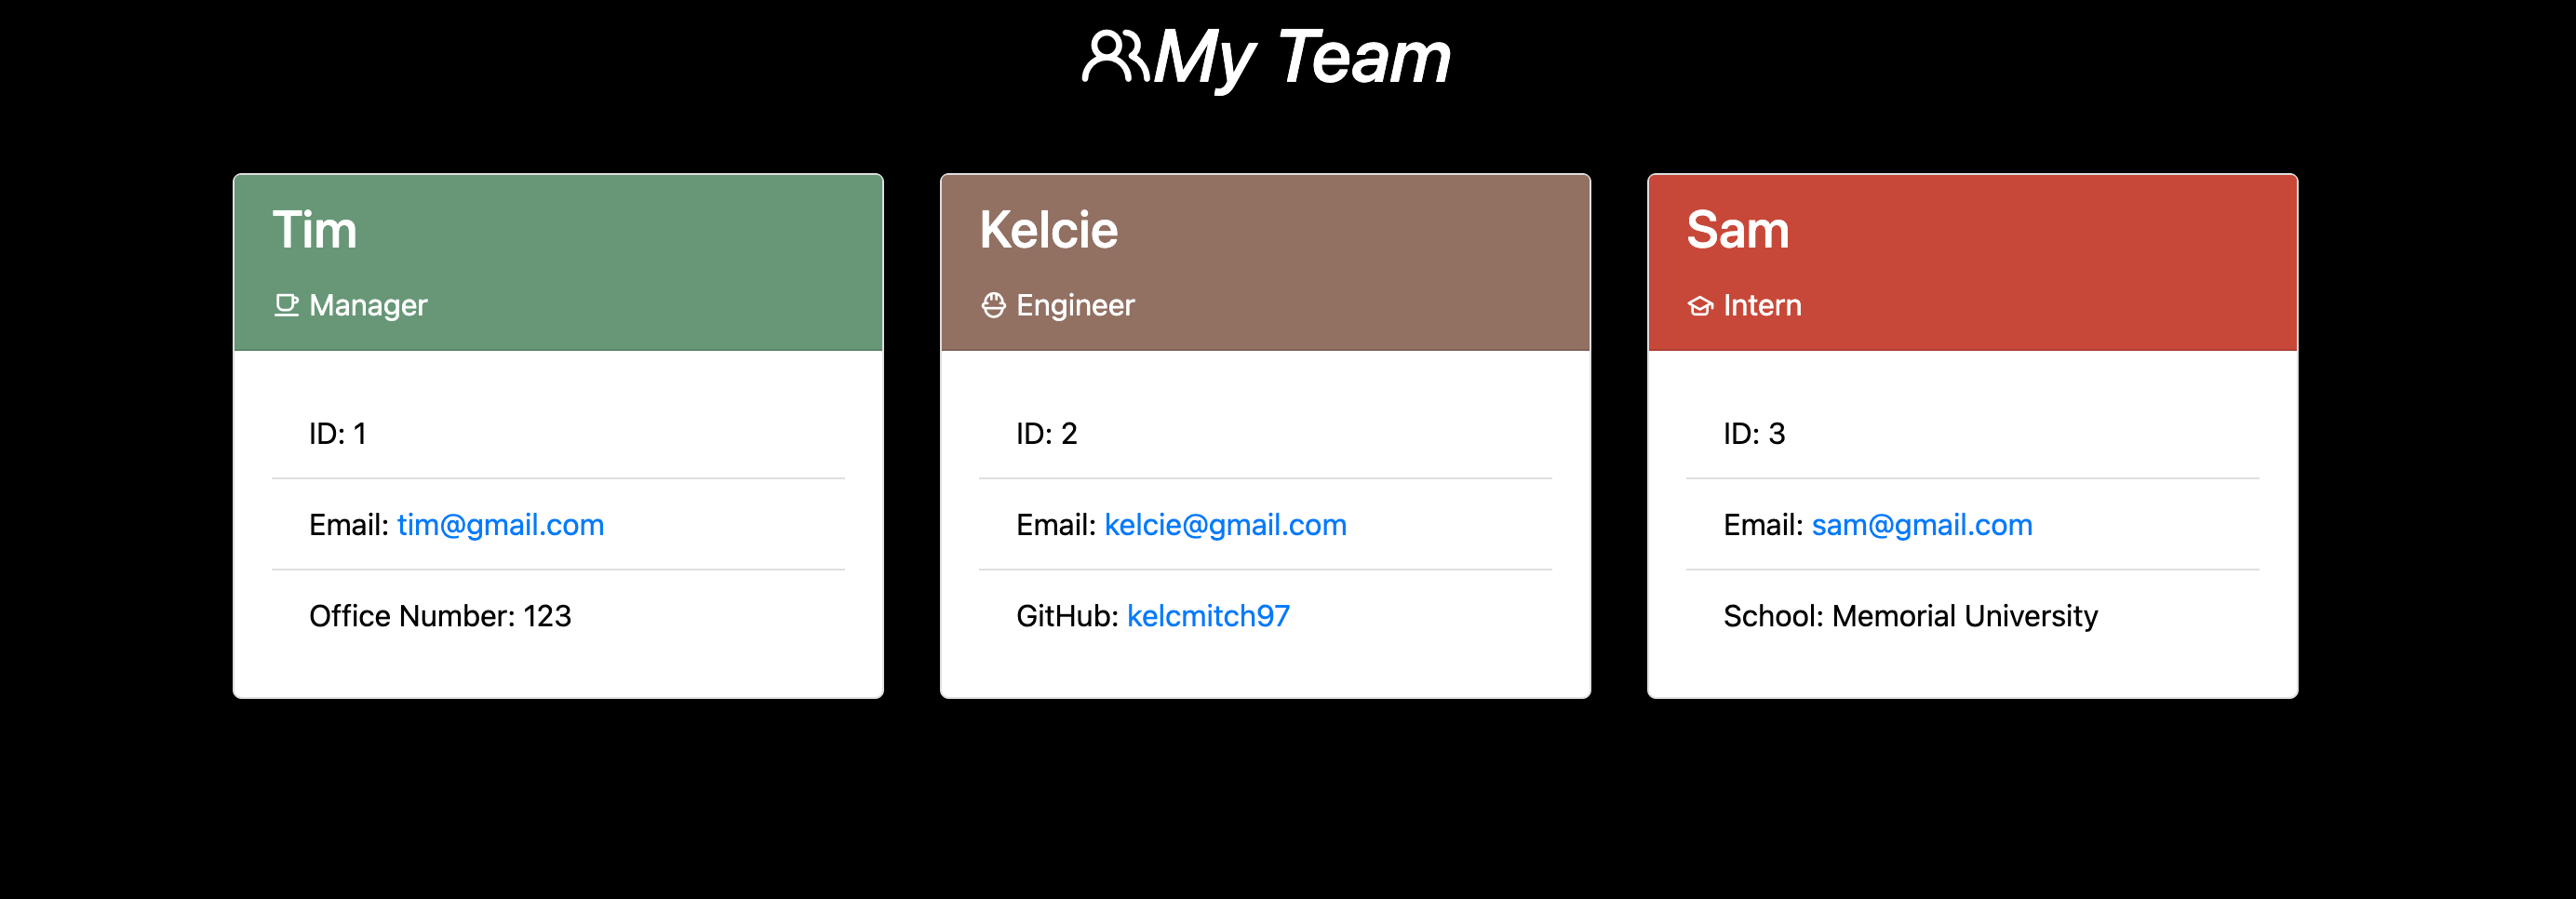 My Team
Tim
Manager
ID: 1
Email: tim@gmail.com
Office Number: 123
Kelcie
Engineer
ID: 2
Email: kelcie@gmail.com
GitHub: kelcmitch97
Sam
Intern
ID: 3
Email: sam@gmail.com
School: Memorial University